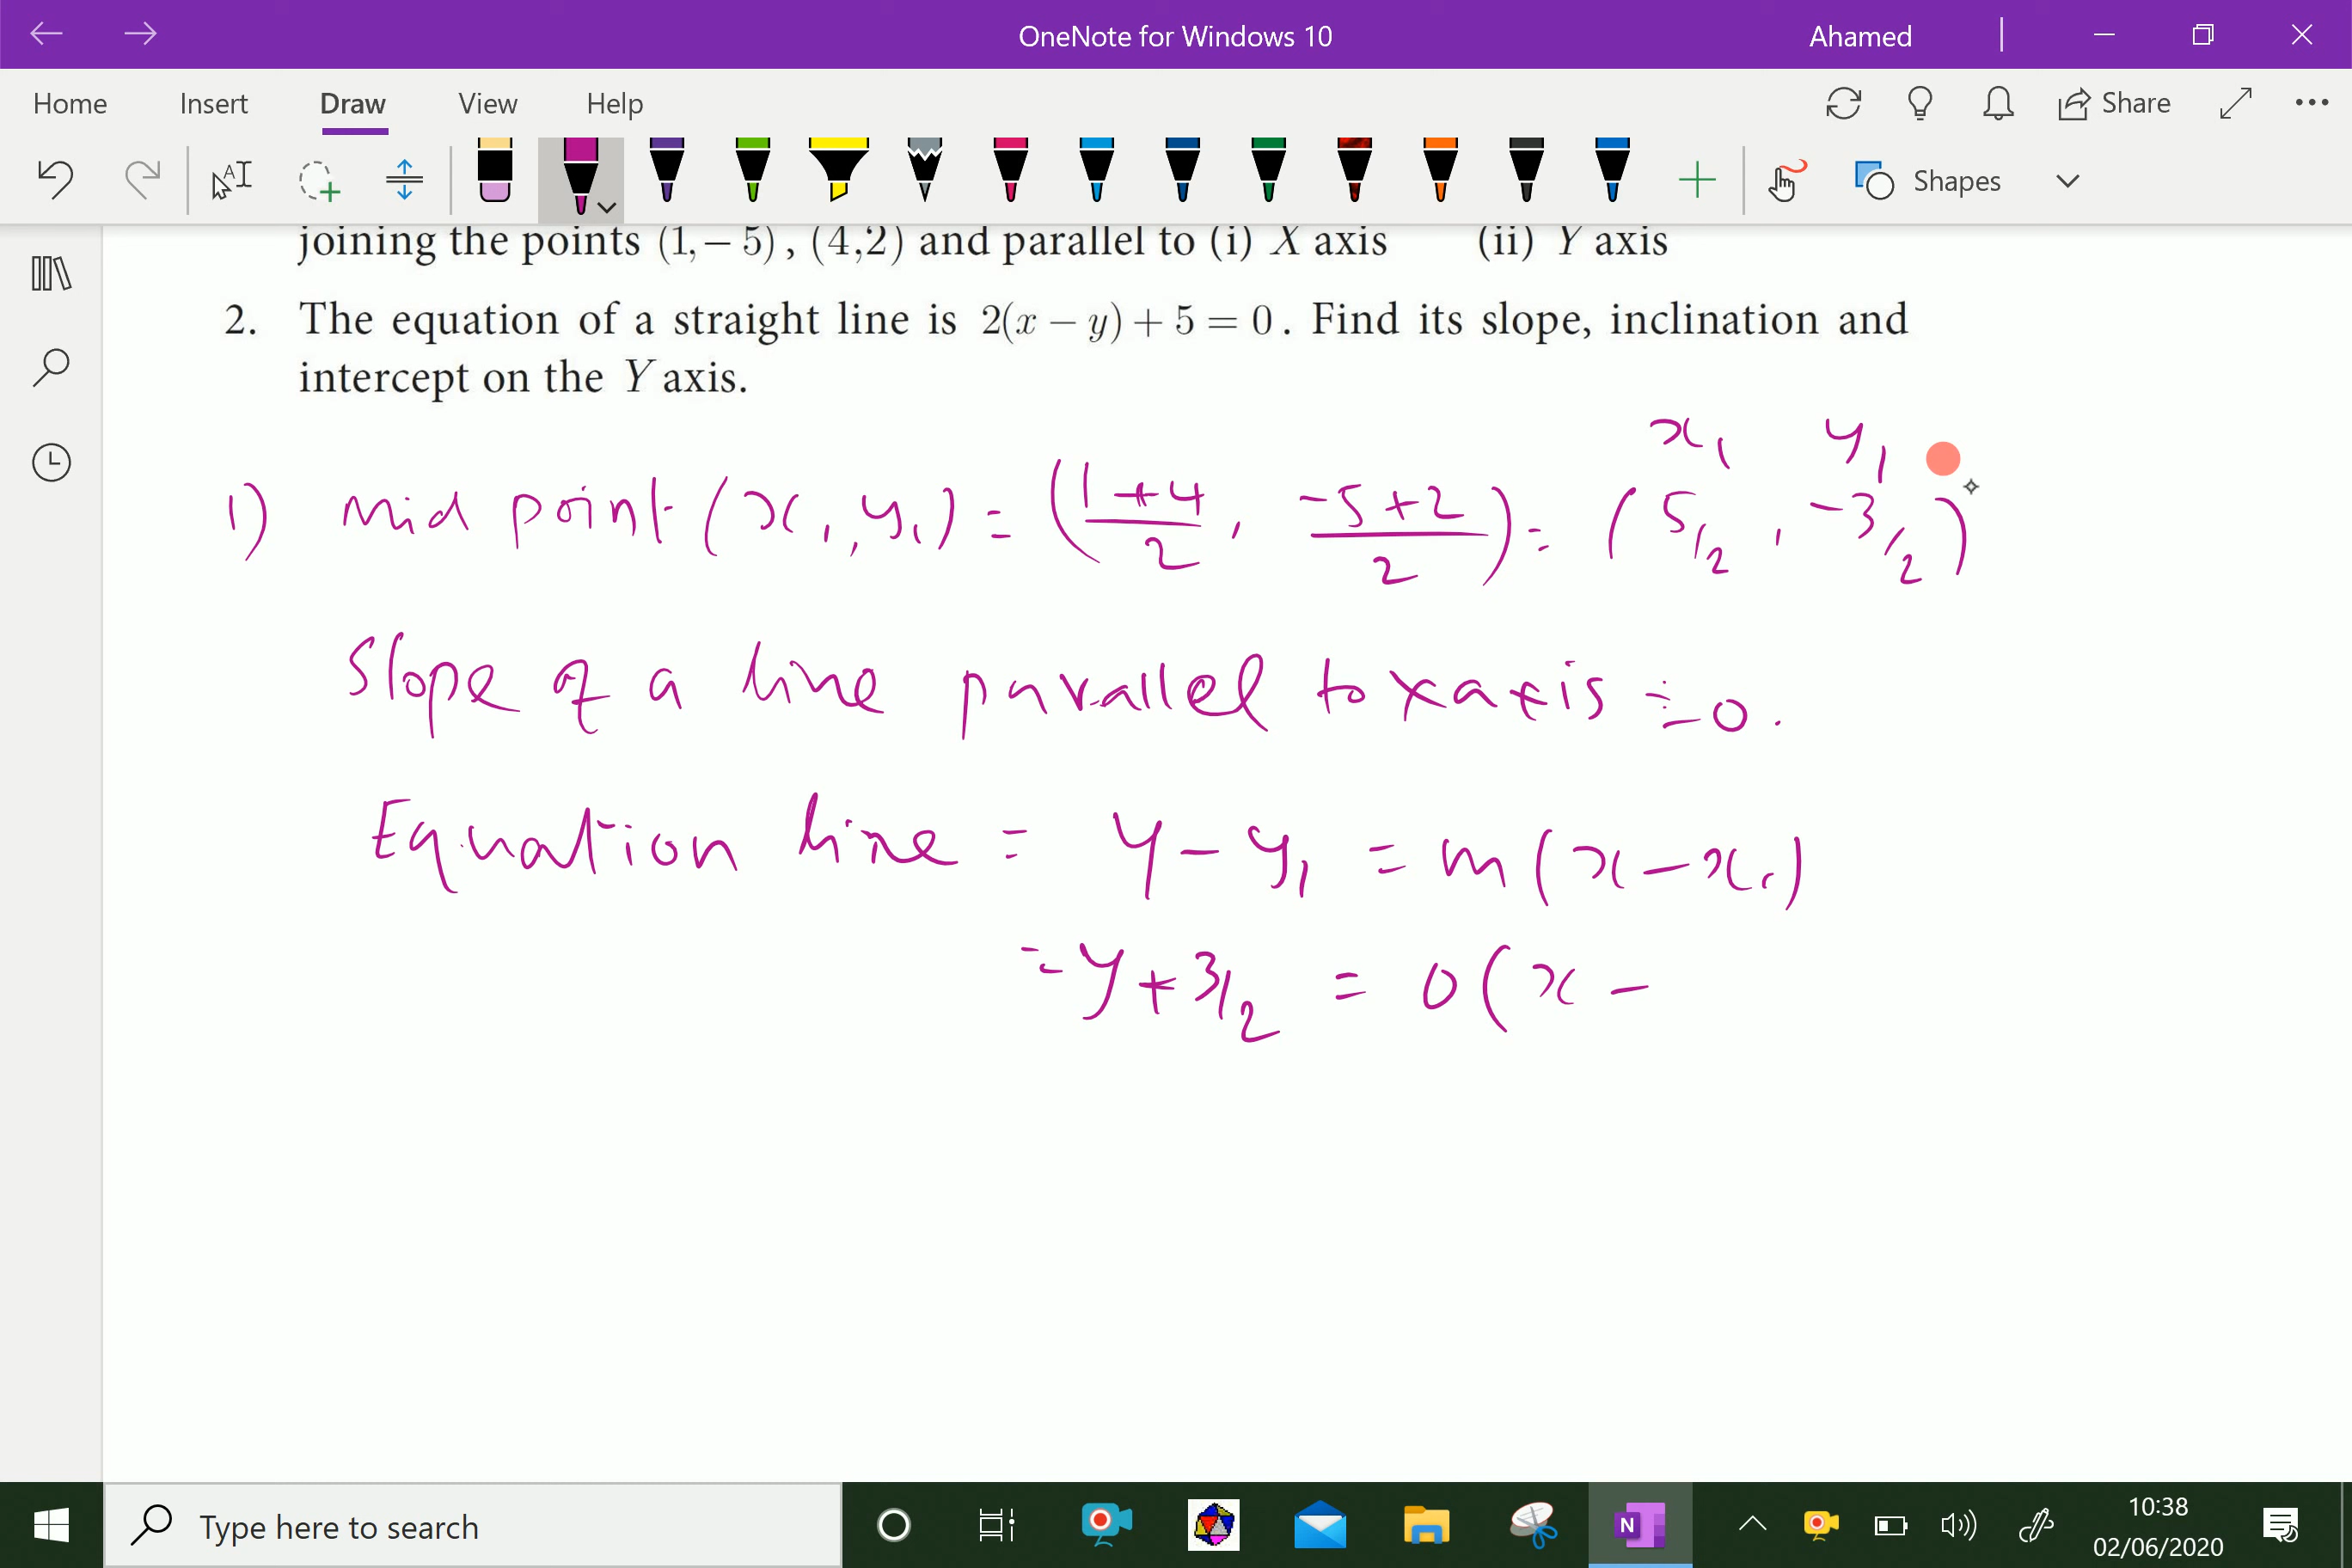 OneNote for Windows 10
Ahamed
Home Insert Draw View Help
Share
Shapes
joining the points (1,− 5), (4,2) and parallel to (i) X axis (ii) Y axis
2. The equation of a straight line is 2(x − y) + 5 = 0. Find its slope, inclination and
intercept on the Y axis.
x₁ y₁
1) mid point (x₁, y₁) = (1+4/2, -5+2/2) = (5/2, -3/2)
Slope of a line parallel to x axis = 0.
Equation line = y - y₁ = m(x - x₁)
= y + 3/2 = 0(x -
Type here to search
N
10:38
02/06/2020